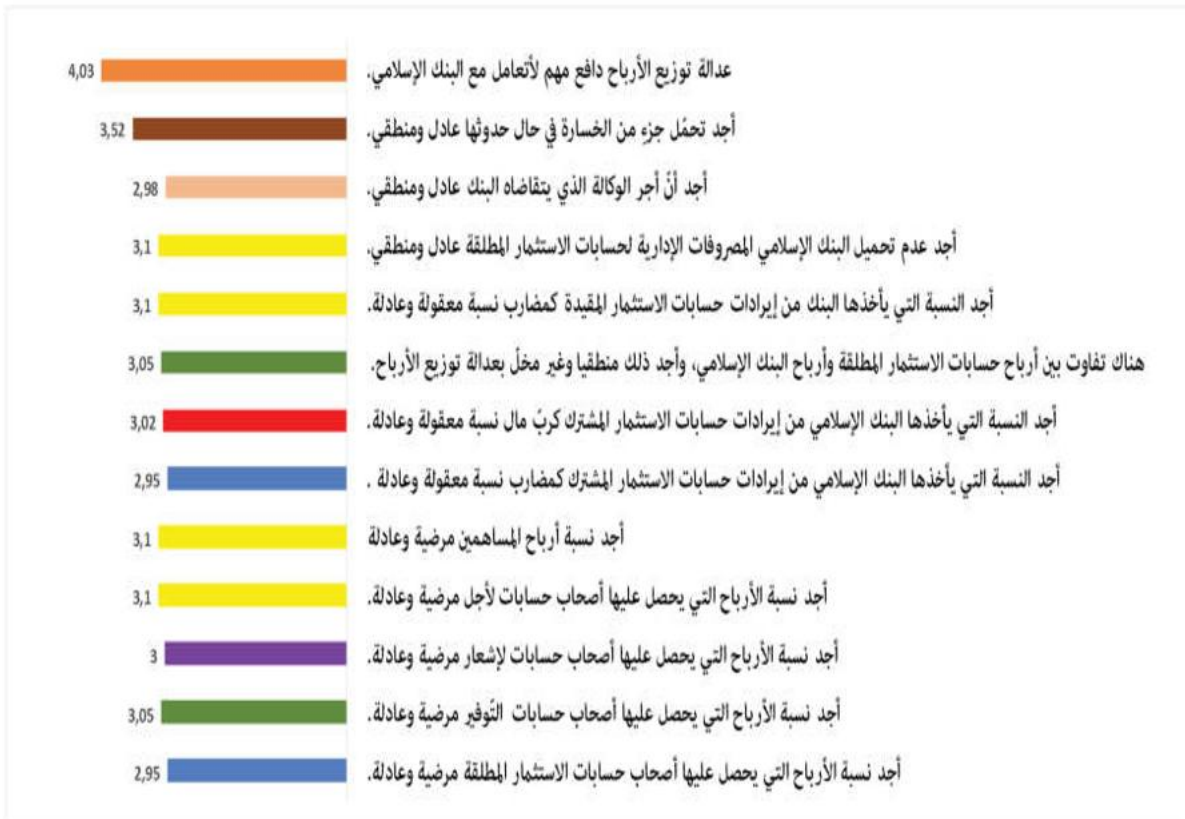 عدالة توزيع الأرباح دافع مهم لأتعامل مع البنك الإسلامي. 4,03
أجد تحمّل جزء من الخسارة في حال حدوثها عادل ومنطقي. 3,52
أجد أنّ أجر الوكالة الذي يتقاضاه البنك عادل ومنطقي. 2,98
أجد عدم تحميل البنك الإسلامي المصروفات الإدارية لحسابات الاستثمار المطلقة عادل ومنطقي. 3,1
أجد النسبة التي يأخذها البنك من إيرادات حسابات الاستثمار المقيدة كمضارب نسبة معقولة وعادلة. 3,1
هناك تفاوت بين أرباح حسابات الاستثمار المطلقة وأرباح البنك الإسلامي، وأجد ذلك منطقيا وغير مخلّ بعدالة توزيع الأرباح. 3,05
أجد النسبة التي يأخذها البنك الإسلامي من إيرادات حسابات الاستثمار المشترك كربّ مال نسبة معقولة وعادلة. 3,02
أجد النسبة التي يأخذها البنك الإسلامي من إيرادات حسابات الاستثمار المشترك كمضارب نسبة معقولة وعادلة . 2,95
أجد نسبة أرباح المساهمين مرضية وعادلة 3,1
أجد نسبة الأرباح التي يحصل عليها أصحاب حسابات لأجل مرضية وعادلة. 3,1
أجد نسبة الأرباح التي يحصل عليها أصحاب حسابات لإشعار مرضية وعادلة. 3
أجد نسبة الأرباح التي يحصل عليها أصحاب حسابات التّوفير مرضية وعادلة. 3,05
أجد نسبة الأرباح التي يحصل عليها أصحاب حسابات الاستثمار المطلقة مرضية وعادلة. 2,95